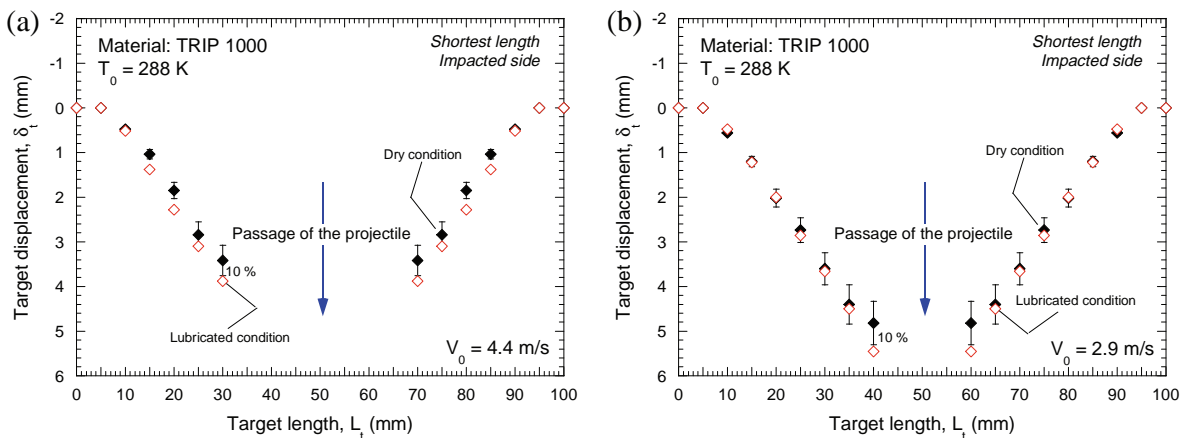 (a)
Material: TRIP 1000
T0 = 288 K
Shortest length
Impacted side
Dry condition
Passage of the projectile
10 %
Lubricated condition
V0 = 4.4 m/s
-2
-1
0
1
2
3
4
5
6
Target displacement, δt (mm)
0 10 20 30 40 50 60 70 80 90 100
Target length, Lt (mm)
(b)
Material: TRIP 1000
T0 = 288 K
Shortest length
Impacted side
Dry condition
Passage of the projectile
Lubricated condition
10 %
V0 = 2.9 m/s
-2
-1
0
1
2
3
4
5
6
Target displacement, δt (mm)
0 10 20 30 40 50 60 70 80 90 100
Target length, Lt (mm)